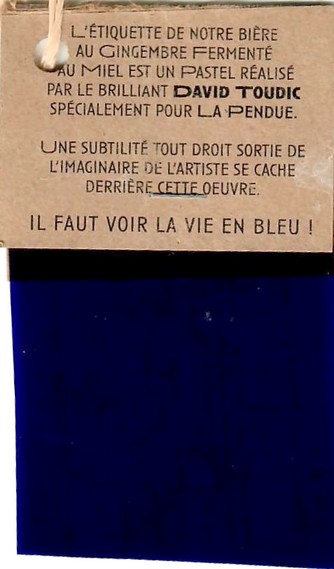 L'ÉTIQUETTE DE NOTRE BIÈRE
AU GINGEMBRE FERMENTÉ
AU MIEL EST UN PASTEL RÉALISÉ
PAR LE BRILLANT DAVID TOUDIC
SPÉCIALEMENT POUR LA PENDUE.
UNE SUBTILITÉ TOUT DROIT SORTIE DE
L'IMAGINAIRE DE L'ARTISTE SE CACHE
DERRIÈRE CETTE OEUVRE.
IL FAUT VOIR LA VIE EN BLEU !